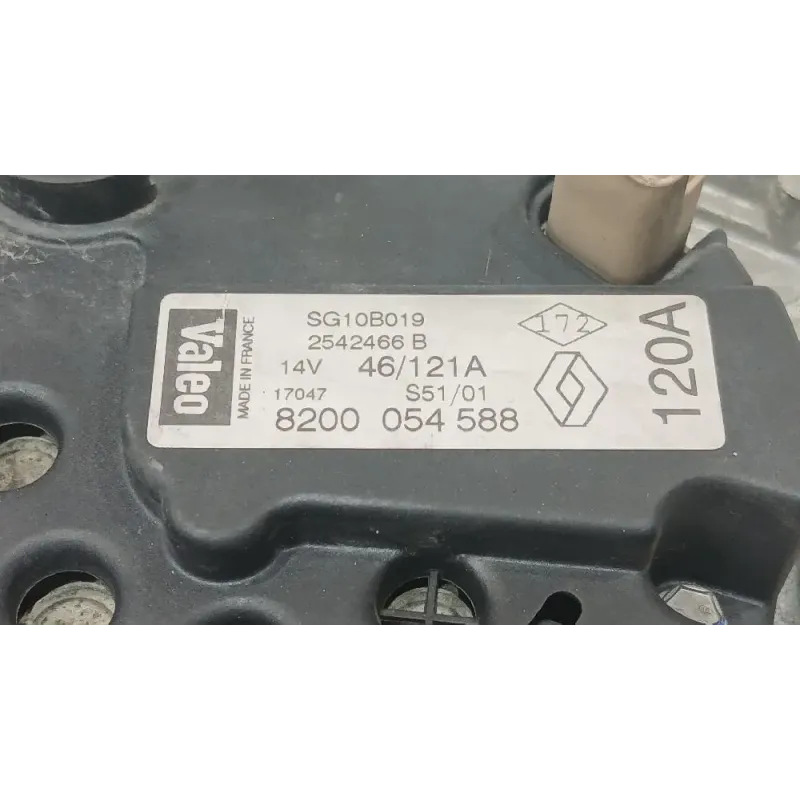 Valeo
MADE IN FRANCE
SG10B019
2542466 B
14V 46/121A
17047 S51/01
8200 054 588
172
120A